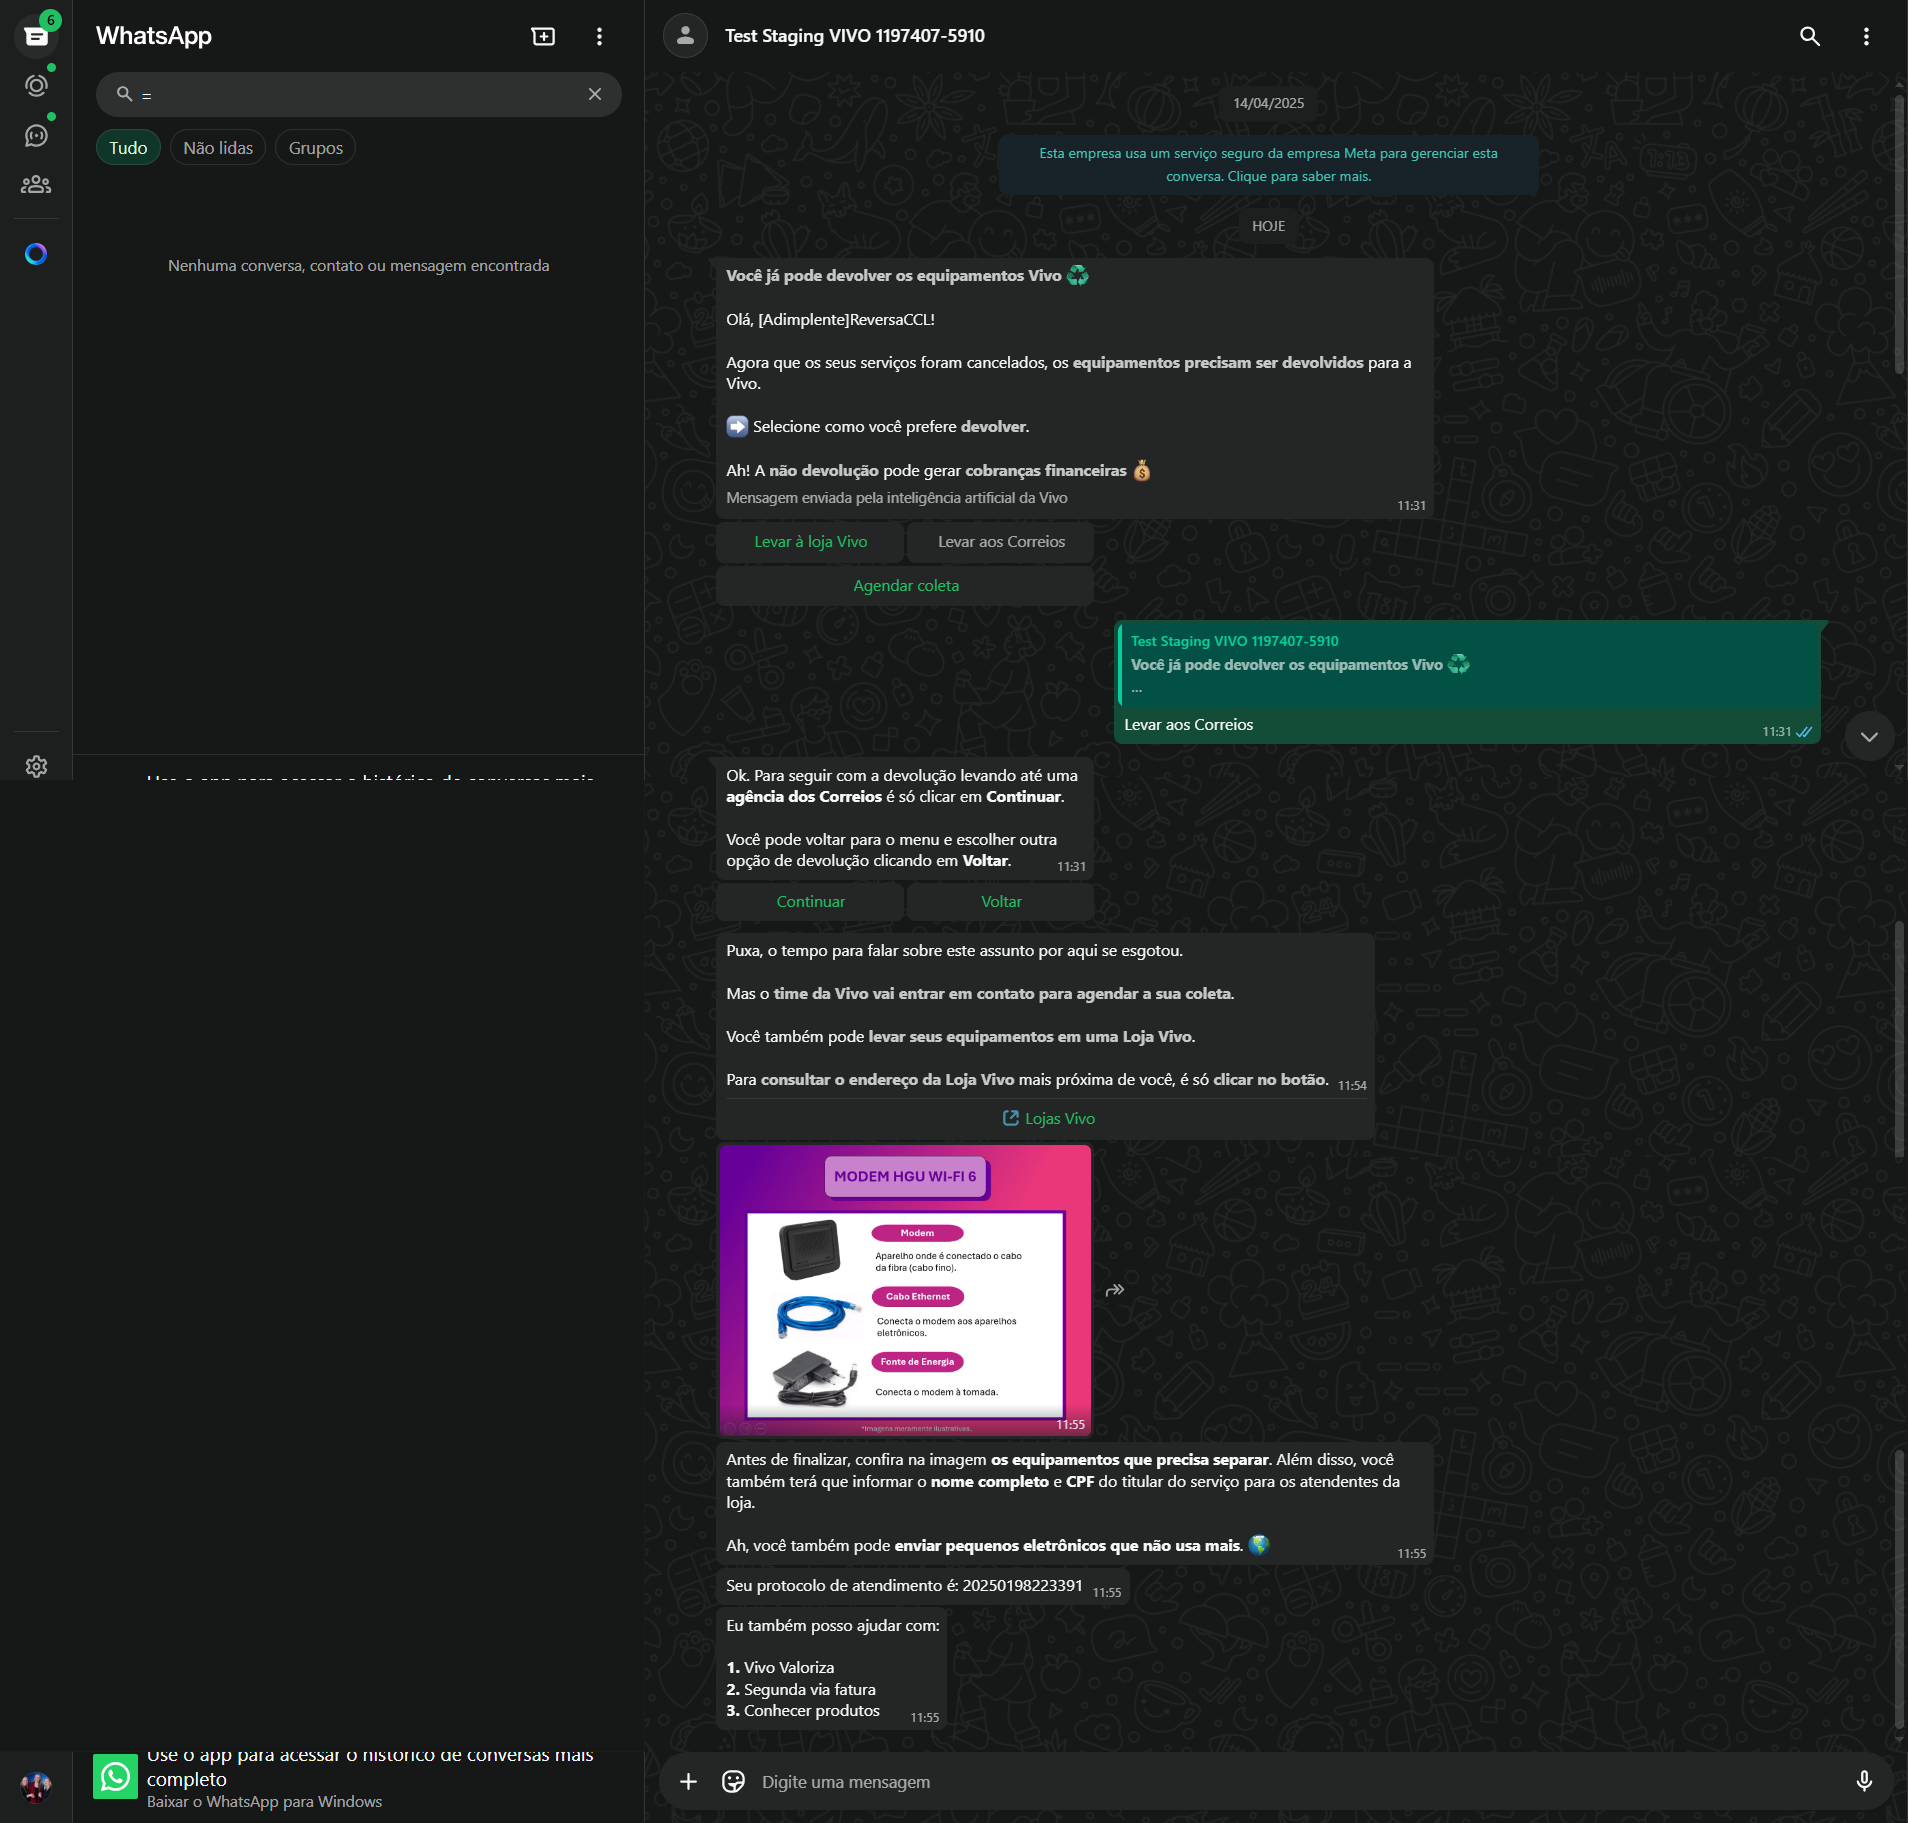 6
WhatsApp
=
Tudo
Não lidas
Grupos
Nenhuma conversa, contato ou mensagem encontrada
Test Staging VIVO 1197407-5910
14/04/2025
Esta empresa usa um serviço seguro da empresa Meta para gerenciar esta
conversa. Clique para saber mais.
HOJE
Você já pode devolver os equipamentos Vivo
Olá, [Adimplente]ReversaCCL!
Agora que os seus serviços foram cancelados, os equipamentos precisam ser devolvidos para a
Vivo.
Selecione como você prefere devolver.
Ah! A não devolução pode gerar cobranças financeiras
Mensagem enviada pela inteligência artificial da Vivo
11:31
Levar à loja Vivo
Levar aos Correios
Agendar coleta
Test Staging VIVO 1197407-5910
Você já pode devolver os equipamentos Vivo
...
Levar aos Correios
11:31
Ok. Para seguir com a devolução levando até uma
agência dos Correios é só clicar em Continuar.
Você pode voltar para o menu e escolher outra
opção de devolução clicando em Voltar.
11:31
Continuar
Voltar
Puxa, o tempo para falar sobre este assunto por aqui se esgotou.
Mas o time da Vivo vai entrar em contato para agendar a sua coleta.
Você também pode levar seus equipamentos em uma Loja Vivo.
Para consultar o endereço da Loja Vivo mais próxima de você, é só clicar no botão.
11:54
Lojas Vivo
MODEM HGU WI-FI 6
Modem
Aparelho onde é conectado o cabo
da fibra (cabo fino).
Cabo Ethernet
Conecta o modem aos aparelhos
eletrônicos.
Fonte de Energia
Conecta o modem à tomada.
*Imagens meramente ilustrativas.
11:55
Antes de finalizar, confira na imagem os equipamentos que precisa separar. Além disso, você
também terá que informar o nome completo e CPF do titular do serviço para os atendentes da
loja.
Ah, você também pode enviar pequenos eletrônicos que não usa mais.
11:55
Seu protocolo de atendimento é: 20250198223391
11:55
Eu também posso ajudar com:
1. Vivo Valoriza
2. Segunda via fatura
3. Conhecer produtos
11:55
Use o app para acessar o histórico de conversas mais
Use o app para acessar o histórico de conversas mais
completo
Baixar o WhatsApp para Windows
Digite uma mensagem